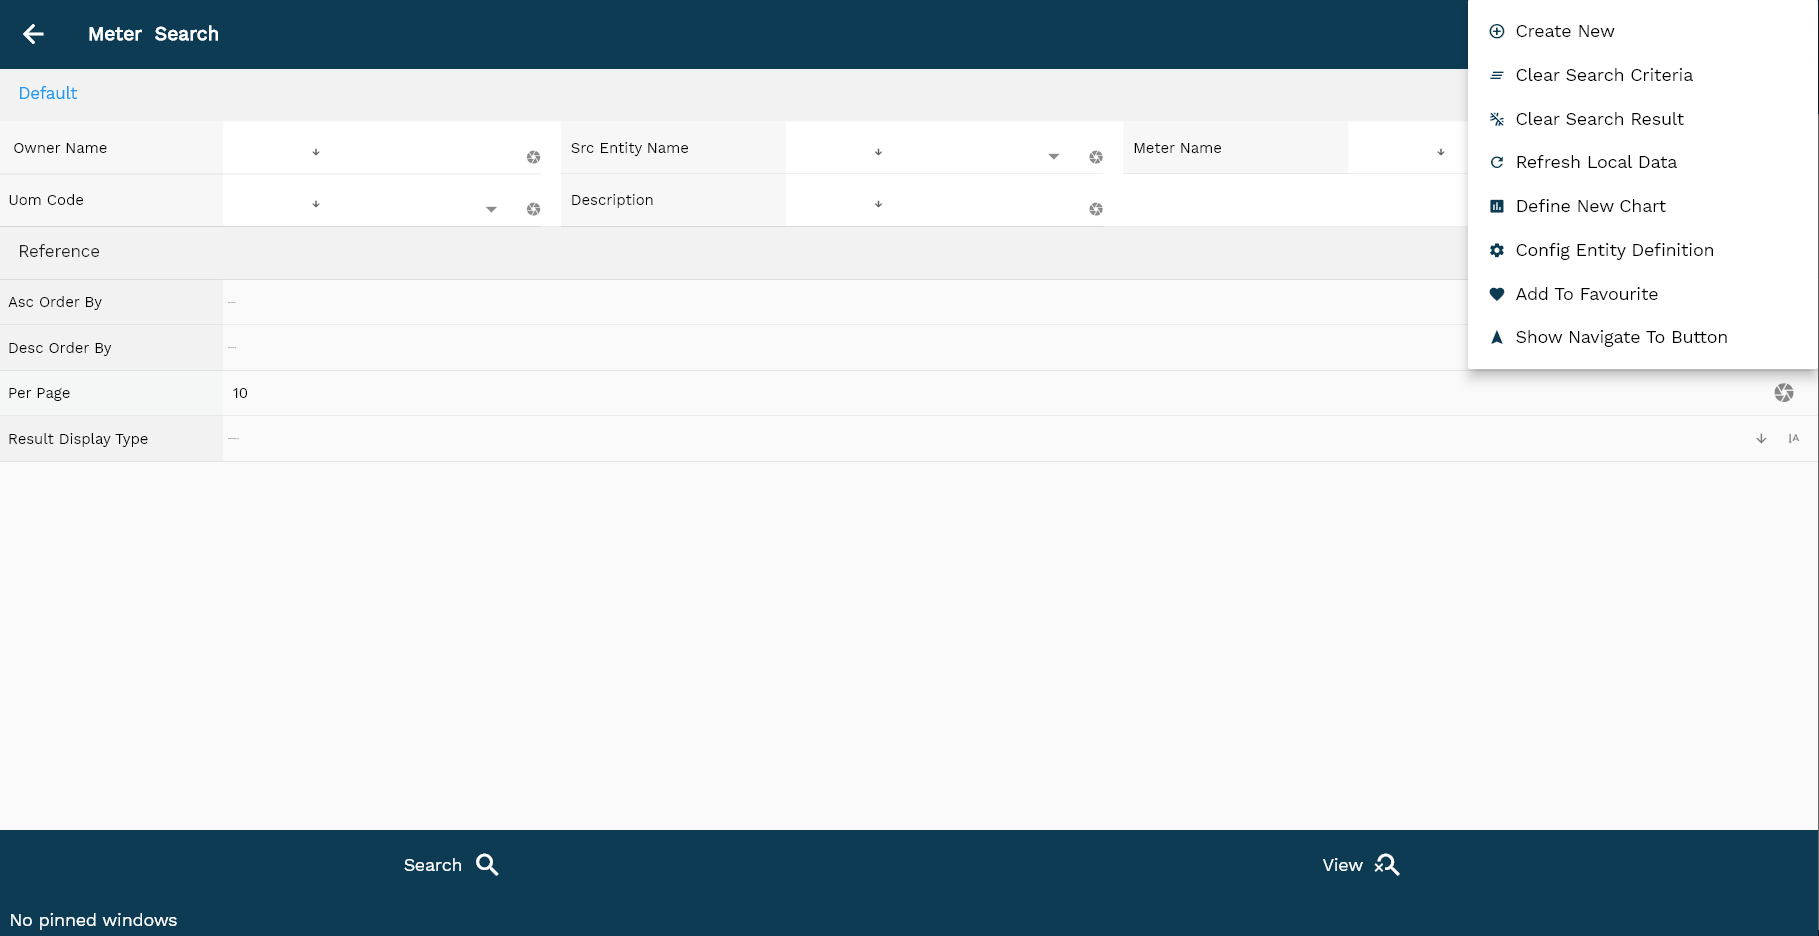 Meter Search
Create New
Clear Search Criteria
Clear Search Result
Refresh Local Data
Define New Chart
Config Entity Definition
Add To Favourite
Show Navigate To Button
Default
Owner Name
Src Entity Name
Meter Name
Uom Code
Description
Reference
Asc Order By
Desc Order By
Per Page 10
Result Display Type
Search
View
No pinned windows